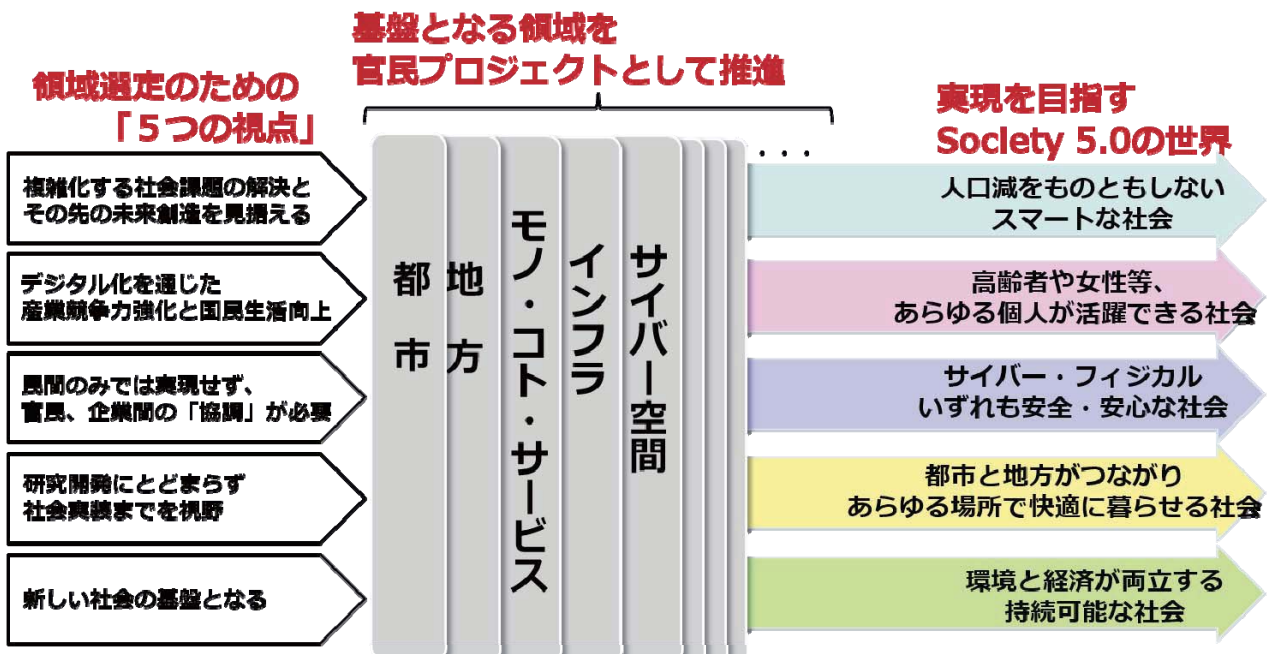 領域選定のための
「５つの視点」
複雑化する社会課題の解決と
その先の未来創造を見据える
デジタル化を通じた
産業競争力強化と国民生活向上
民間のみでは実現せず、
官民、企業間の「協調」が必要
研究開発にとどまらず
社会実装までを視野
新しい社会の基盤となる
基盤となる領域を
官民プロジェクトとして推進
都市
地方
モノ・コト・サービス
インフラ
サイバー空間
・・・
実現を目指す
Society 5.0の世界
人口減をものともしない
スマートな社会
高齢者や女性等、
あらゆる個人が活躍できる社会
サイバー・フィジカル
いずれも安全・安心な社会
都市と地方がつながり
あらゆる場所で快適に暮らせる社会
環境と経済が両立する
持続可能な社会